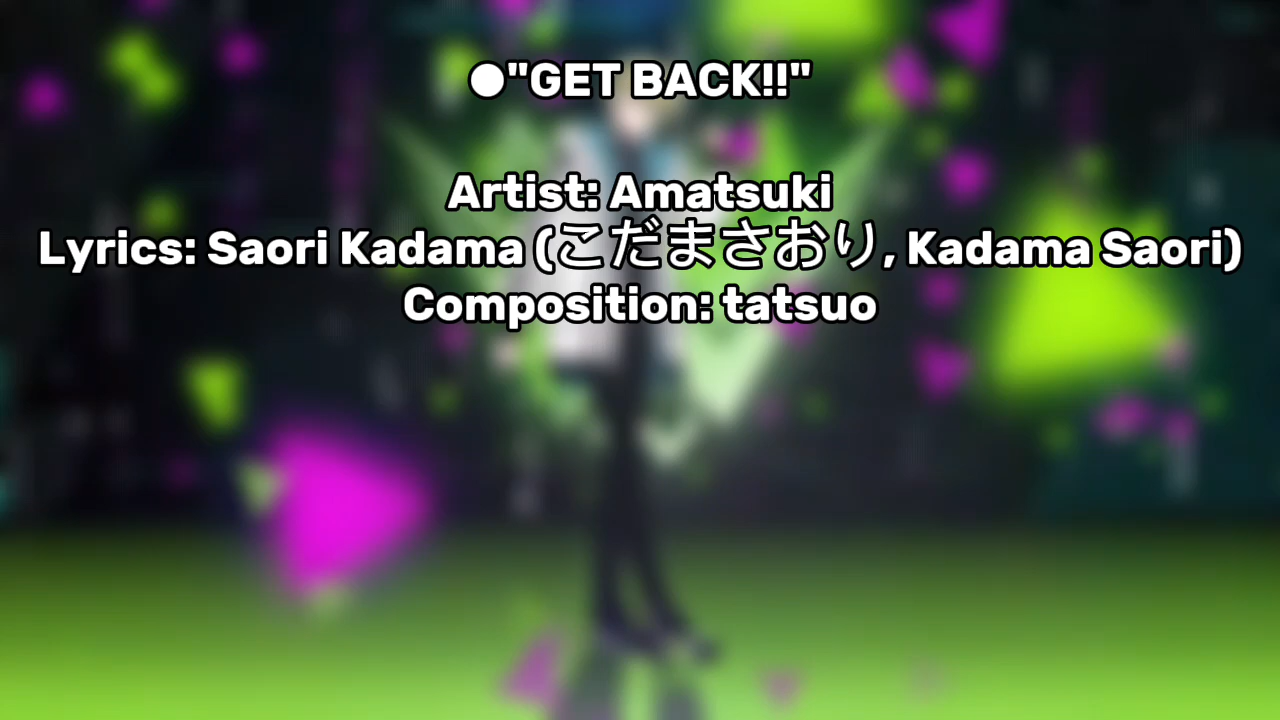 ●"GET BACK!!"
Artist: Amatsuki
Lyrics: Saori Kadama (こだまさおり, Kadama Saori)
Composition: tatsuo